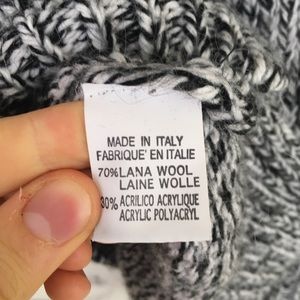 MADE IN ITALY
FABRIQUE' EN ITALIE
70% LANA WOOL
LAINE WOLLE
30% ACRILICO ACRYLIQUE
ACRYLIC POLYACRYL